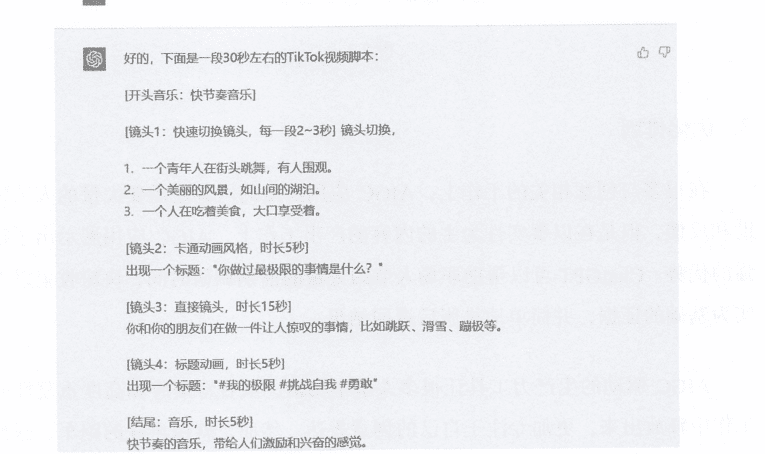 好的，下面是一段30秒左右的TikTok视频脚本：
[开头音乐：快节奏音乐]
[镜头1：快速切换镜头，每一段2~3秒] 镜头切换，
1. 一个青年人在街头跳舞，有人围观。
2. 一个美丽的风景，如山间的湖泊。
3. 一个人在吃着美食，大口享受着。
[镜头2：卡通动画风格，时长5秒]
出现一个标题："你做过最极限的事情是什么？"
[镜头3：直接镜头，时长15秒]
你和你的朋友们在做一件让人惊叹的事情，比如跳跃、滑雪、蹦极等。
[镜头4：标题动画，时长5秒]
出现一个标题："#我的极限 #挑战自我 #勇敢"
[结尾：音乐，时长5秒]
快节奏的音乐，带给人们激励和兴奋的感觉。